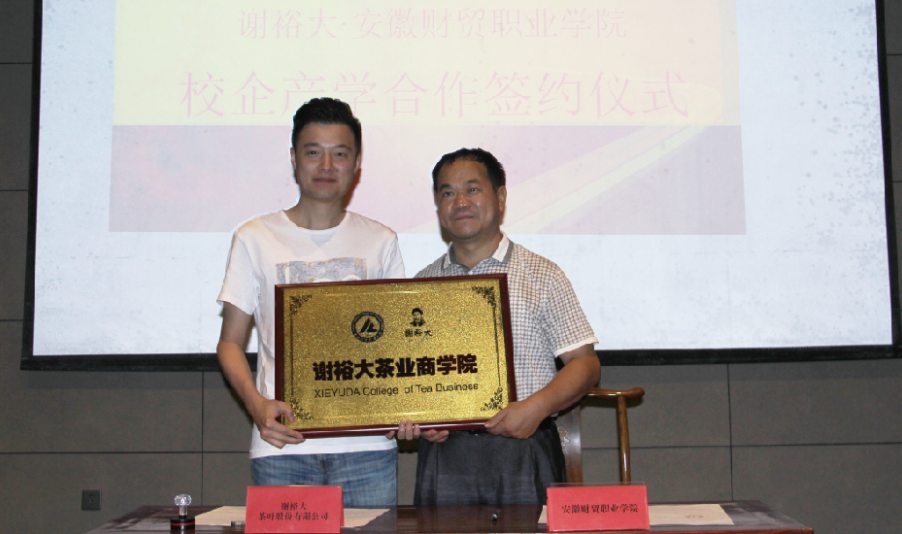 谢裕大-安徽财贸职业学院
校企产学合作签约仪式
謝裕大
谢裕大茶业商学院
XIEYUDA College of Tea Business
谢裕大
茶叶股份有限公司
安徽财贸职业学院